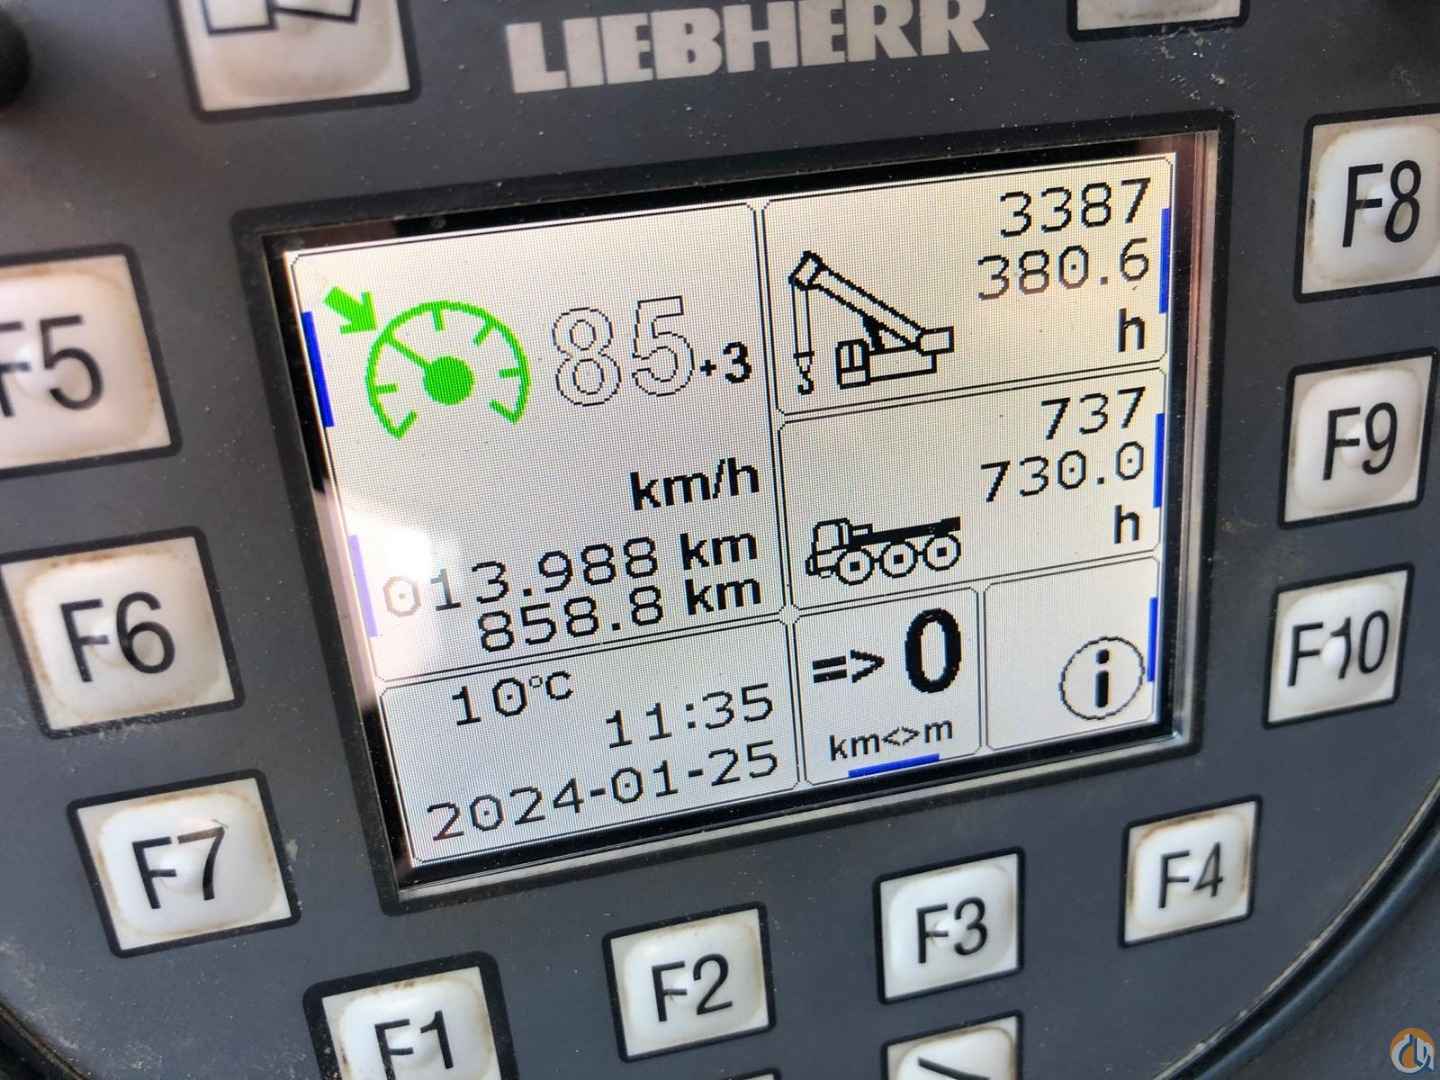 LIEBHERR
F5
F6
F7
F8
F9
F10
85+3
km/h
013.988 km
858.8 km
3387
380.6
h
737
730.0
h
10°C
11:35
2024-01-25
=> 0
km<>m
i
F1
F2
F3
F4